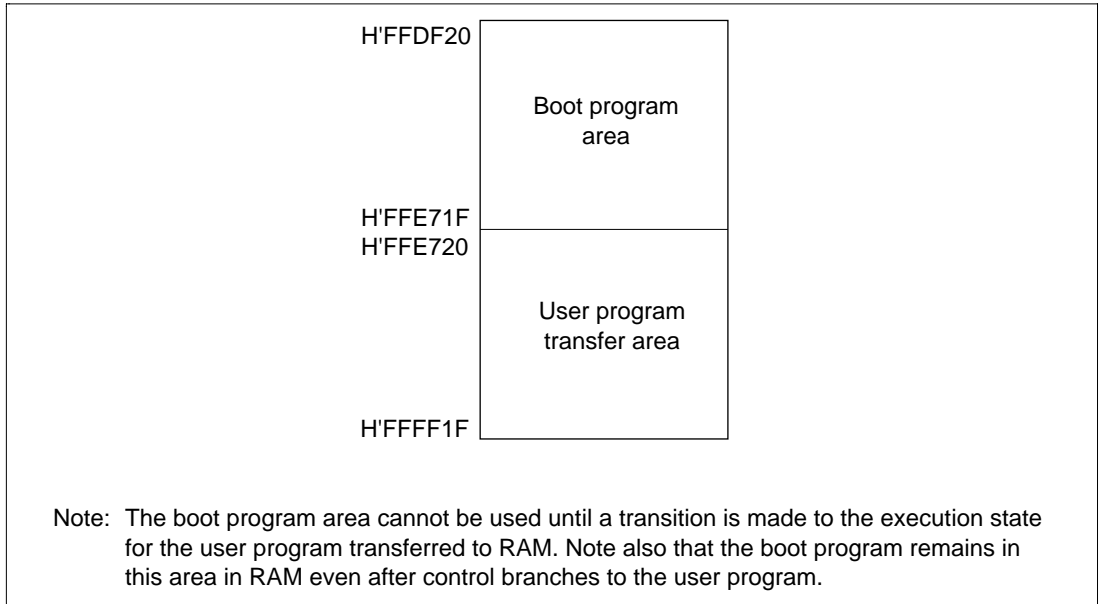 H'FFDF20
Boot program
area
H'FFE71F
H'FFE720
User program
transfer area
H'FFFF1F
Note: The boot program area cannot be used until a transition is made to the execution state
for the user program transferred to RAM. Note also that the boot program remains in
this area in RAM even after control branches to the user program.